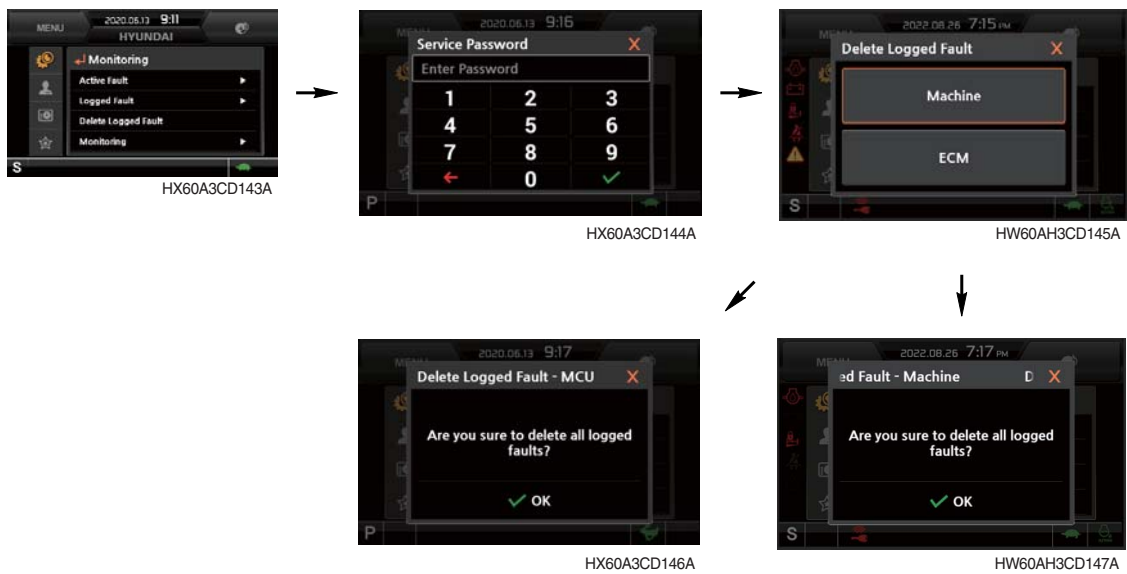 MENU
2020.06.13 9:11
HYUNDAI
Monitoring
Active Fault
Logged Fault
Delete Logged Fault
Monitoring
S
HX60A3CD143A
2020.06.13 9:16
Service Password X
Enter Password
1 2 3
4 5 6
7 8 9
0
P
HX60A3CD144A
2022.08.26 7:15 PM
MENU
Delete Logged Fault X
Machine
ECM
S
HW60AH3CD145A
2020.06.13 9:17
Delete Logged Fault - MCU X
Are you sure to delete all logged
faults?
OK
P
HX60A3CD146A
2022.08.26 7:17 PM
ed Fault - Machine D X
Are you sure to delete all logged
faults?
OK
S
HW60AH3CD147A